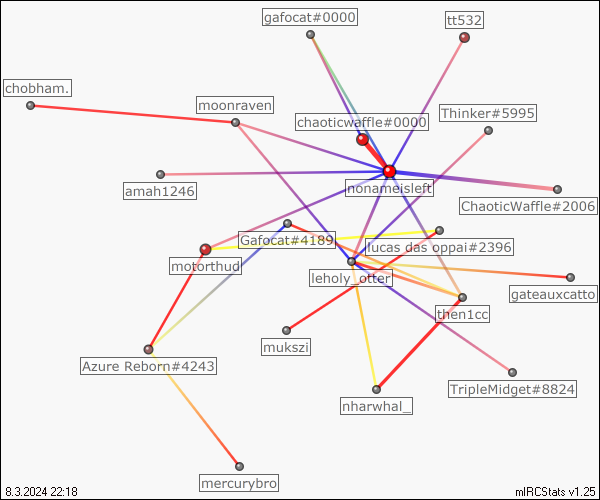 gafocat#0000
tt532
chobham.
moonraven
chaoticwaffle#0000
Thinker#5995
amah1246
nonameisleft
ChaoticWaffle#2006
Gafocat#4189
lucas das oppai#2396
motorthud
leholy_otter
gateauxcatto
then1cc
mukszi
Azure Reborn#4243
TripleMidget#8824
nharwhal_
mercurybro
8.3.2024 22:18
mIRCStats v1.25